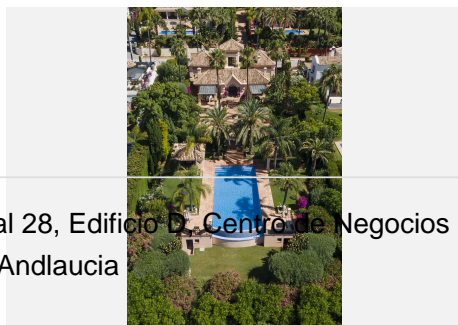 al 28, Edificio D, Centro de Negocios
Andlaucia